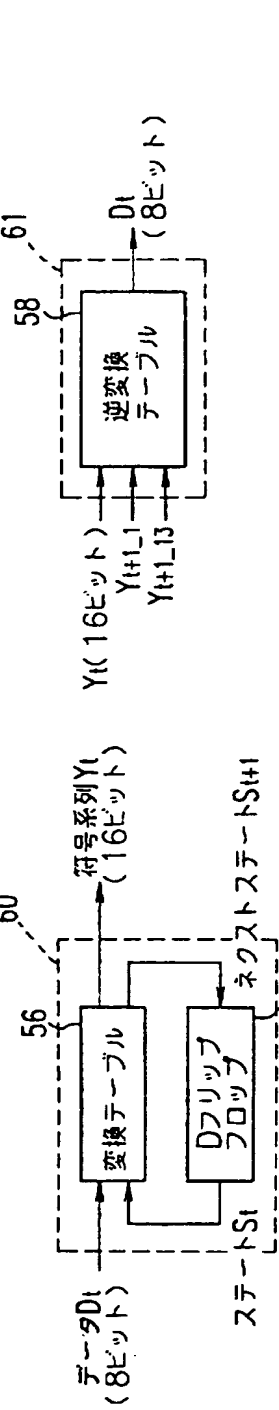 60
56
データDt
(8ビット)
変換テーブル
符号系列Yt
(16ビット)
Dフリップ
フロップ
ステートSt
ネクストステートSt+1
61
58
Yt(16ビット)
Yt+1_1
Yt+1_13
逆変換
テーブル
Dt
(8ビット)